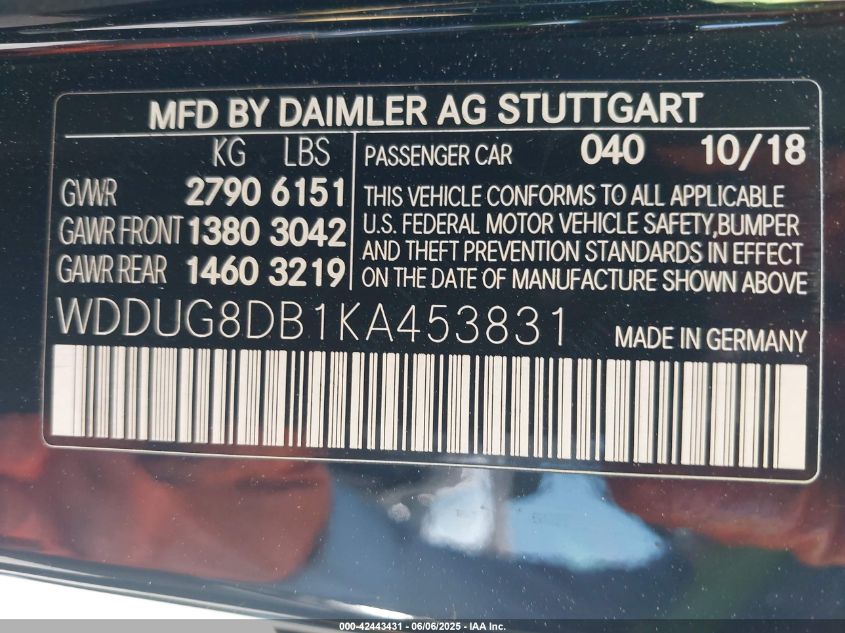 MFD BY DAIMLER AG STUTTGART
KG LBS
GVWR 2790 6151
GAWR FRONT 1380 3042
GAWR REAR 1460 3219
PASSENGER CAR 040 10/18
THIS VEHICLE CONFORMS TO ALL APPLICABLE
U.S. FEDERAL MOTOR VEHICLE SAFETY,BUMPER
AND THEFT PREVENTION STANDARDS IN EFFECT
ON THE DATE OF MANUFACTURE SHOWN ABOVE
WDDUG8DB1KA453831 MADE IN GERMANY
000-42443431 - 06/06/2025 - IAA Inc.